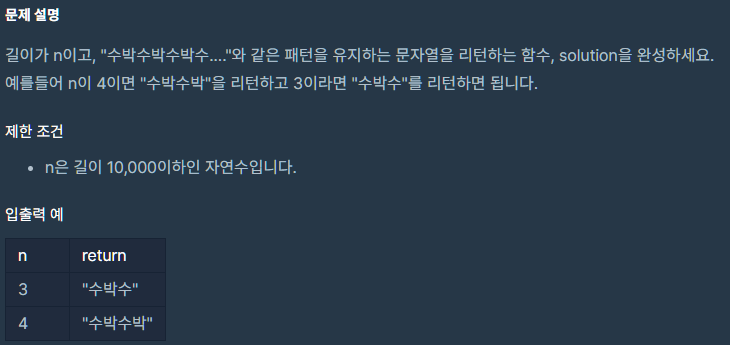 문제 설명
길이가 n이고, "수박수박수박수...."와 같은 패턴을 유지하는 문자열을 리턴하는 함수, solution을 완성하세요.
예를들어 n이 4이면 "수박수박"을 리턴하고 3이라면 "수박수"를 리턴하면 됩니다.
제한 조건
• n은 길이 10,000이하인 자연수입니다.
입출력 예
n return
3 "수박수"
4 "수박수박"